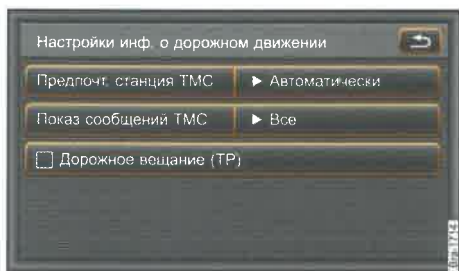 Настройки инф. о дорожном движении
Предпочт. станция ТМС ▶ Автоматически
Показ сообщений ТМС ▶ Все
Дорожное вещание (TP)